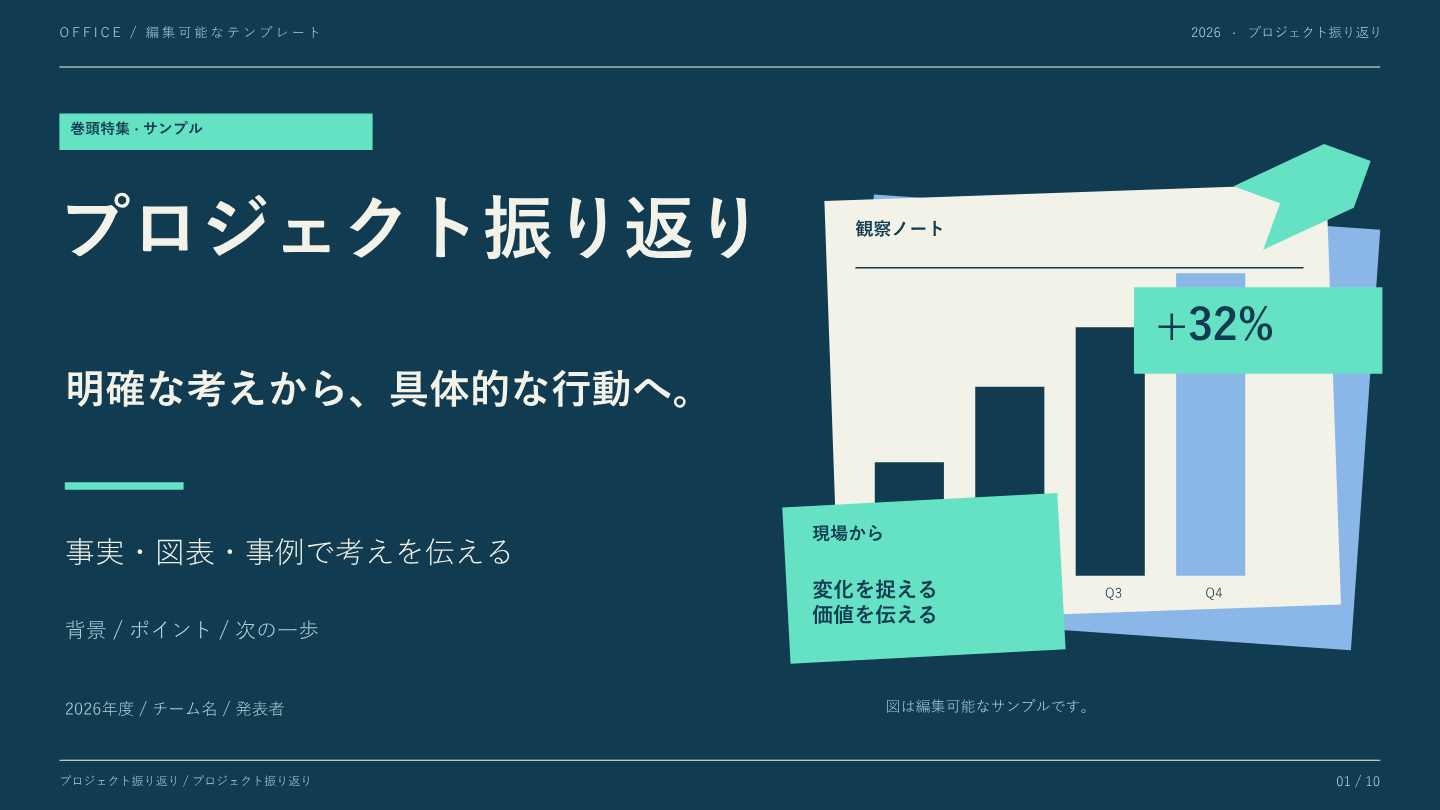 OFFICE / 編集可能なテンプレート
2026 · プロジェクト振り返り
巻頭特集 · サンプル
プロジェクト振り返り
明確な考えから、具体的な行動へ。
事実・図表・事例で考えを伝える
背景 / ポイント / 次の一歩
2026年度 / チーム名 / 発表者
観察ノート
+32%
現場から
変化を捉える
価値を伝える
Q3
Q4
図は編集可能なサンプルです。
プロジェクト振り返り / プロジェクト振り返り
01 / 10